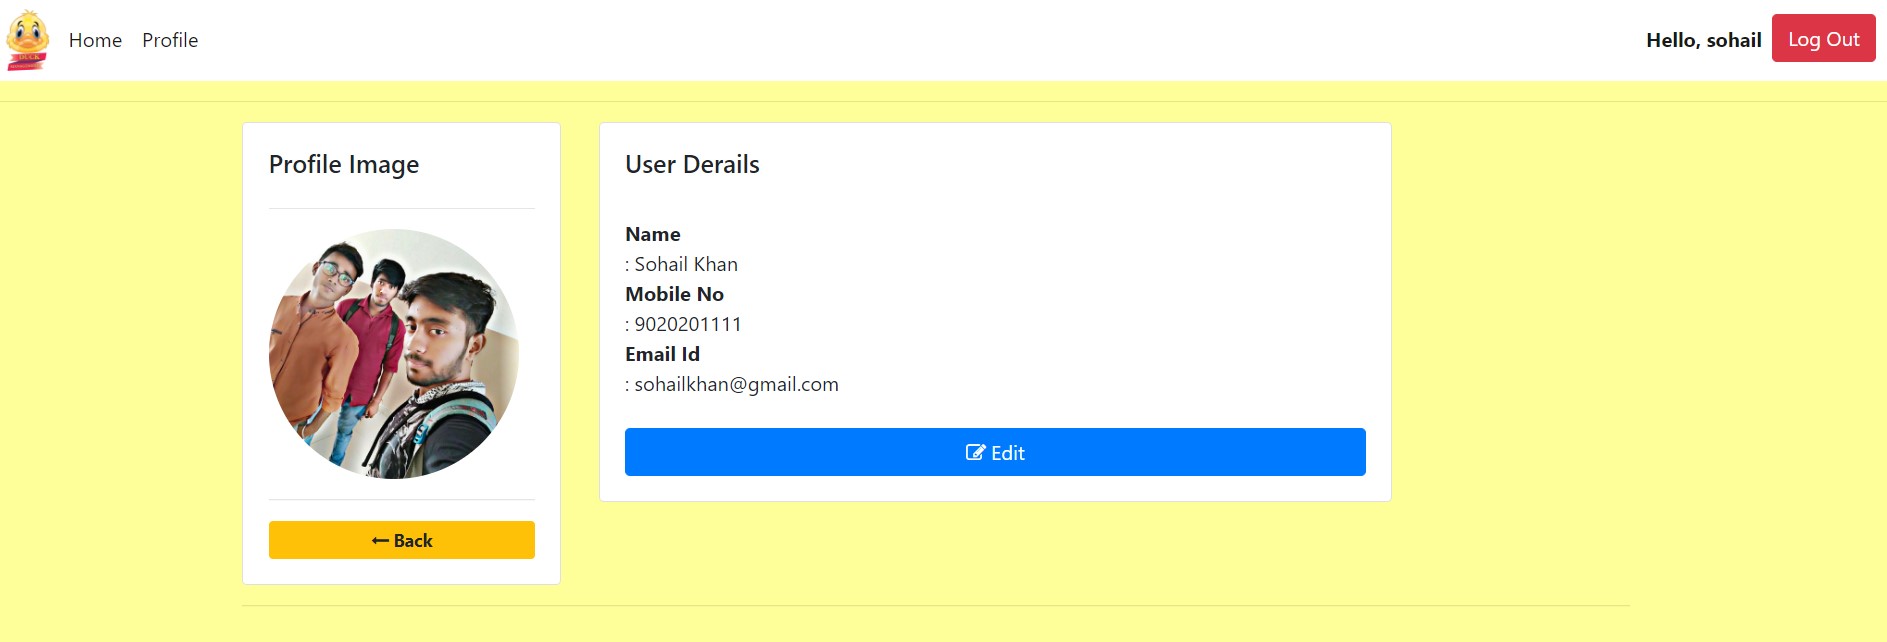 DUCK
Home Profile Hello, sohail Log Out
Profile Image
← Back
User Derails
Name
: Sohail Khan
Mobile No
: 9020201111
Email Id
: sohailkhan@gmail.com
Edit